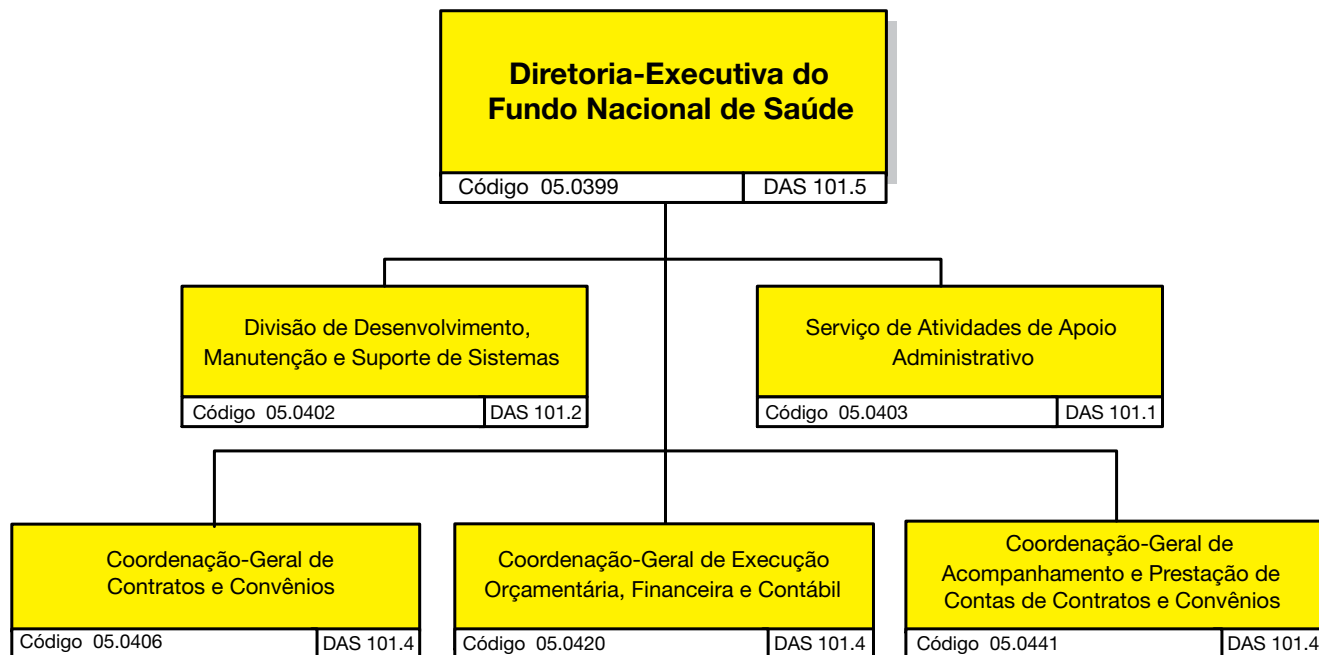 Diretoria-Executiva do
Fundo Nacional de Saúde
Código 05.0399 DAS 101.5
Divisão de Desenvolvimento,
Manutenção e Suporte de Sistemas
Código 05.0402 DAS 101.2
Serviço de Atividades de Apoio
Administrativo
Código 05.0403 DAS 101.1
Coordenação-Geral de
Contratos e Convênios
Código 05.0406 DAS 101.4
Coordenação-Geral de Execução
Orçamentária, Financeira e Contábil
Código 05.0420 DAS 101.4
Coordenação-Geral de
Acompanhamento e Prestação de
Contas de Contratos e Convênios
Código 05.0441 DAS 101.4